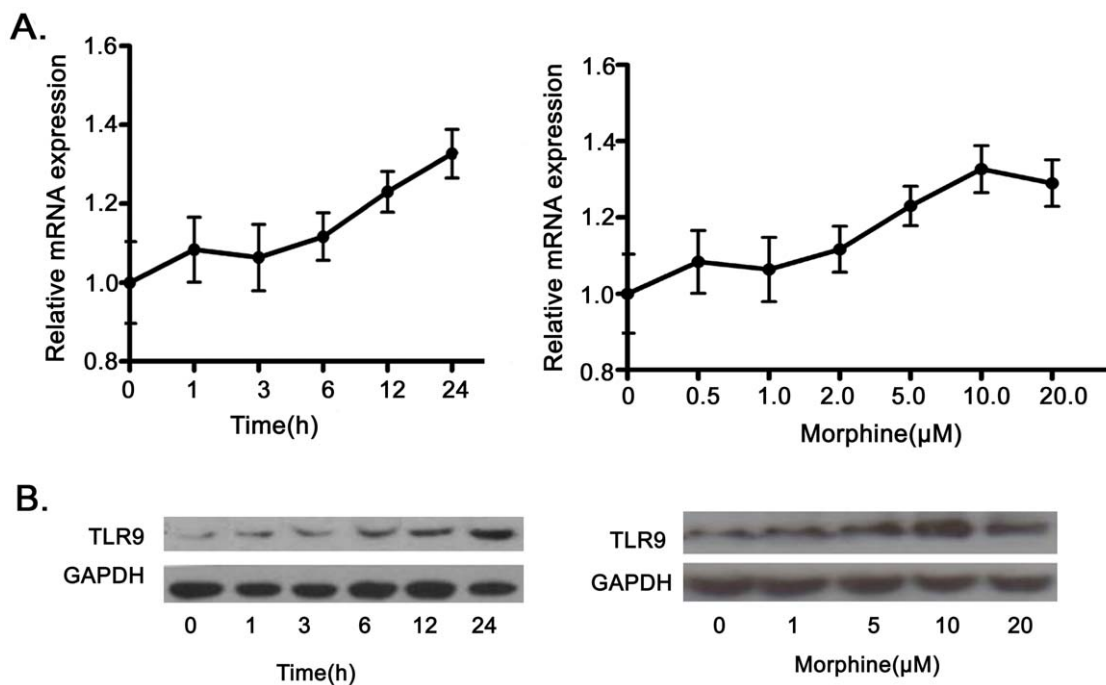 A.
Relative mRNA expression
1.6
1.4
1.2
1.0
0.8
0 1 3 6 12 24
Time(h)
Relative mRNA expression
1.6
1.4
1.2
1.0
0.8
0 0.5 1.0 2.0 5.0 10.0 20.0
Morphine(µM)
B.
TLR9
GAPDH
0 1 3 6 12 24
Time(h)
TLR9
GAPDH
0 1 5 10 20
Morphine(µM)